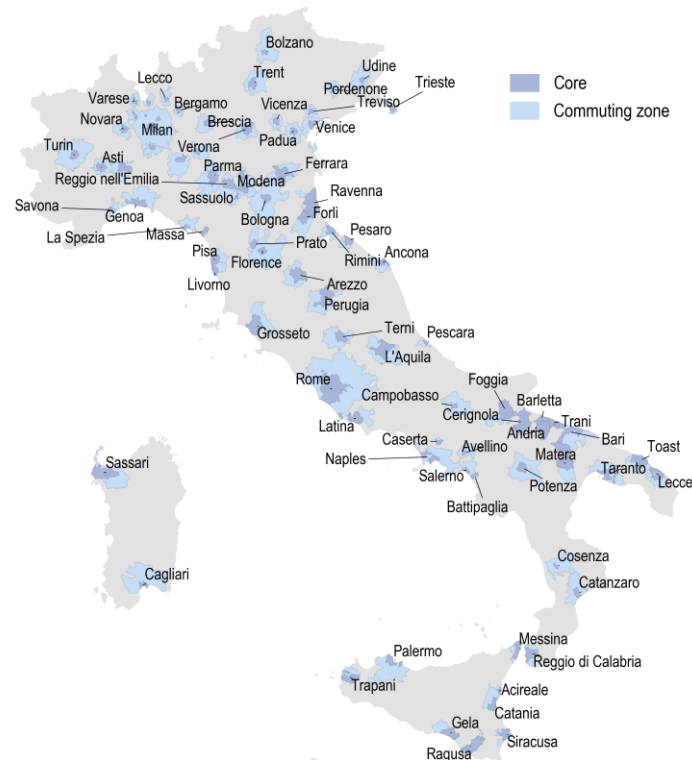 Bolzano
Trent
Udine
Pordenone
Treviso
Trieste
Lecco
Varese
Bergamo
Novara
Milan
Brescia
Vicenza
Venice
Padua
Verona
Turin
Asti
Parma
Ferrara
Reggio nell'Emilia
Modena
Sassuolo
Ravenna
Savona
Genoa
Bologna
Forli
La Spezia
Massa
Prato
Pesaro
Pisa
Florence
Rimini
Ancona
Livorno
Arezzo
Perugia
Grosseto
Terni
Pescara
L'Aquila
Rome
Campobasso
Foggia
Latina
Cerignola
Barletta
Andria
Trani
Bari
Caserta
Avellino
Matera
Toast
Naples
Salerno
Taranto
Lecce
Potenza
Battipaglia
Sassari
Cagliari
Cosenza
Catanzaro
Messina
Reggio di Calabria
Palermo
Trapani
Acireale
Catania
Gela
Siracusa
Ragusa
Core
Commuting zone